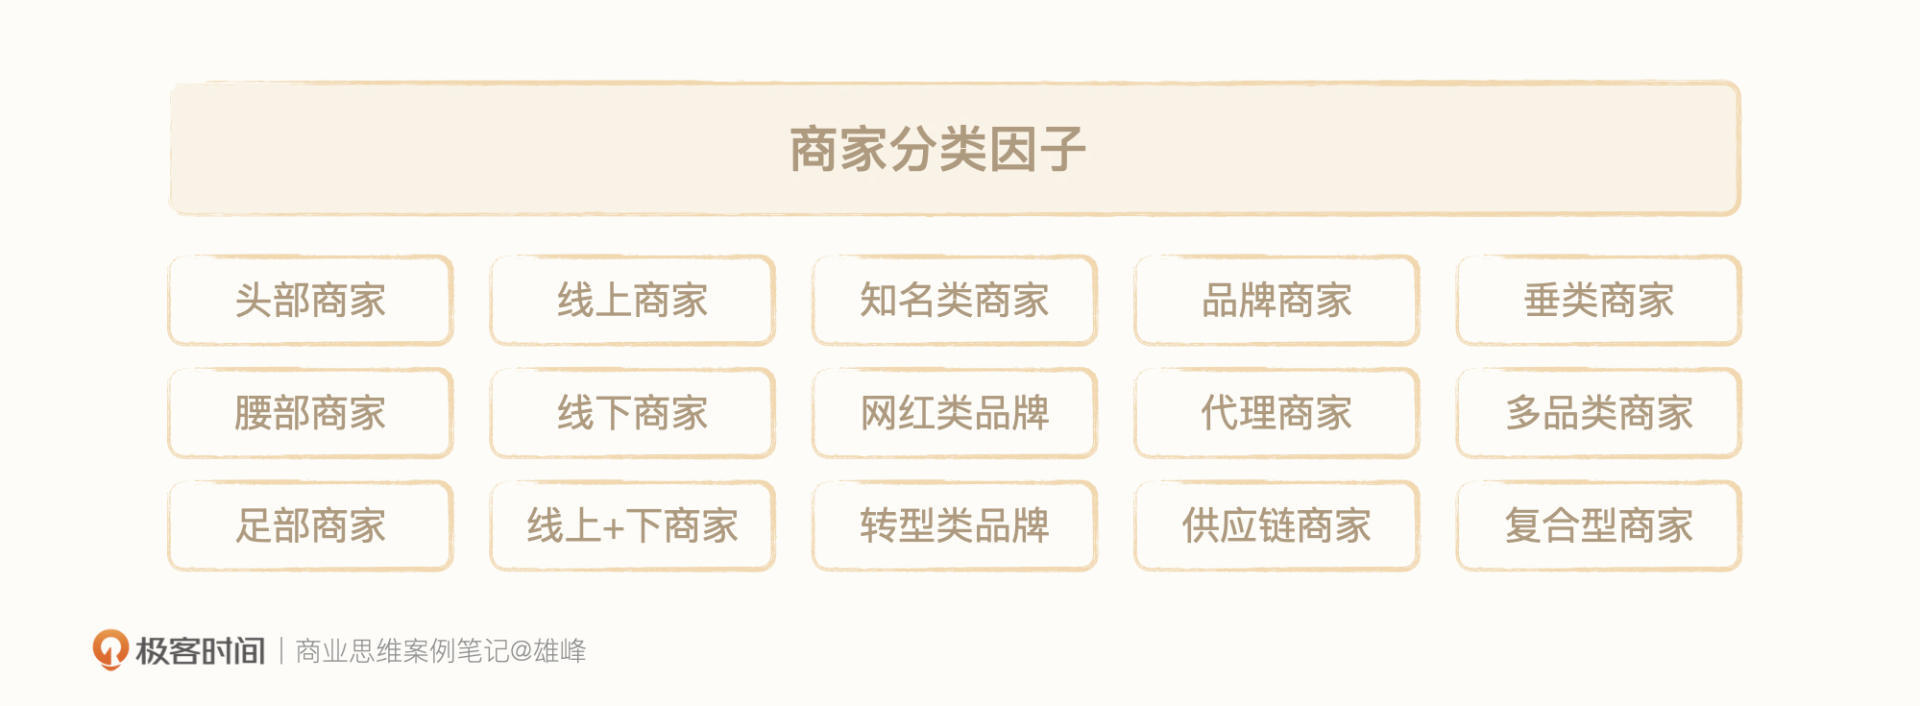 商家分类因子
头部商家 线上商家 知名类商家 品牌商家 垂类商家
腰部商家 线下商家 网红类品牌 代理商家 多品类商家
足部商家 线上+下商家 转型类品牌 供应链商家 复合型商家
极客时间 | 商业思维案例笔记@雄峰